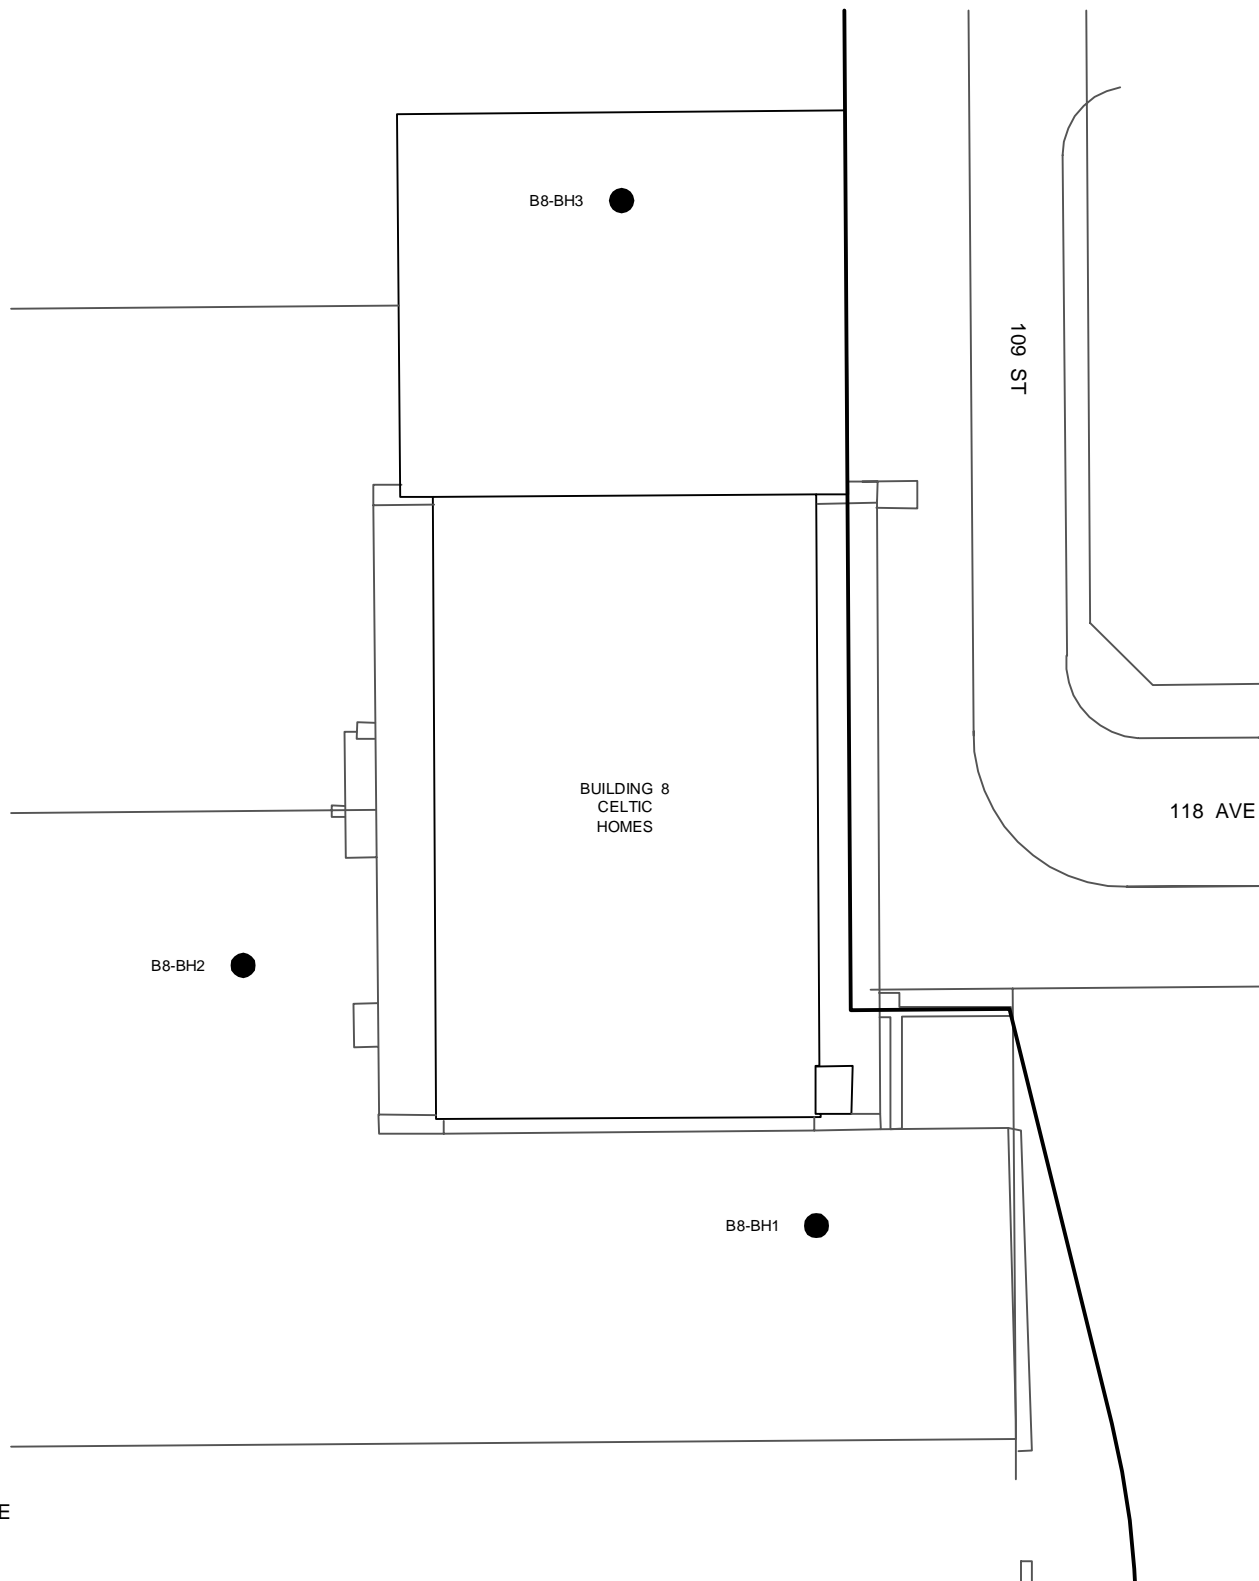 B8-BH3
109 ST
BUILDING 8
CELTIC
HOMES
118 AVE
B8-BH2
B8-BH1
E